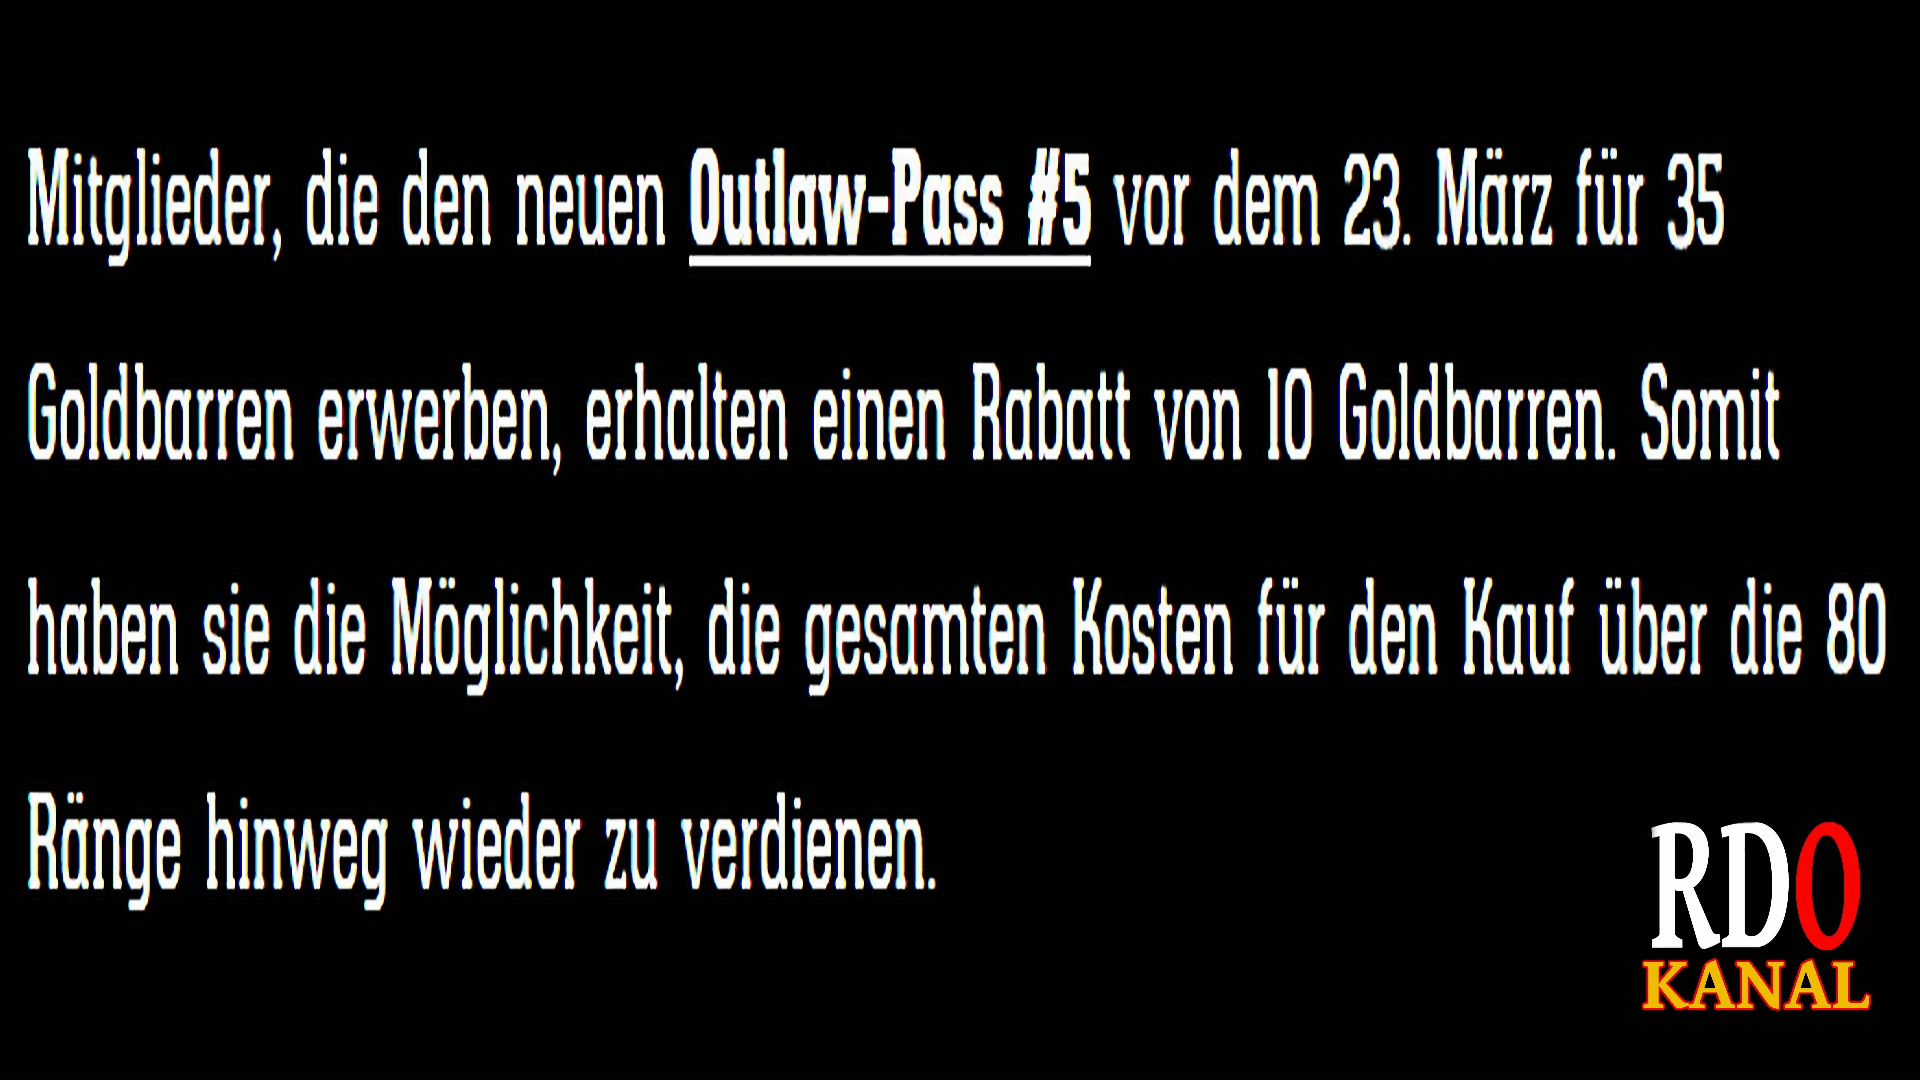 Mitglieder, die den neuen Outlaw-Pass #5 vor dem 23. März für 35
Goldbarren erwerben, erhalten einen Rabatt von 10 Goldbarren. Somit
haben sie die Möglichkeit, die gesamten Kosten für den Kauf über die 80
Ränge hinweg wieder zu verdienen.
RDO
KANAL